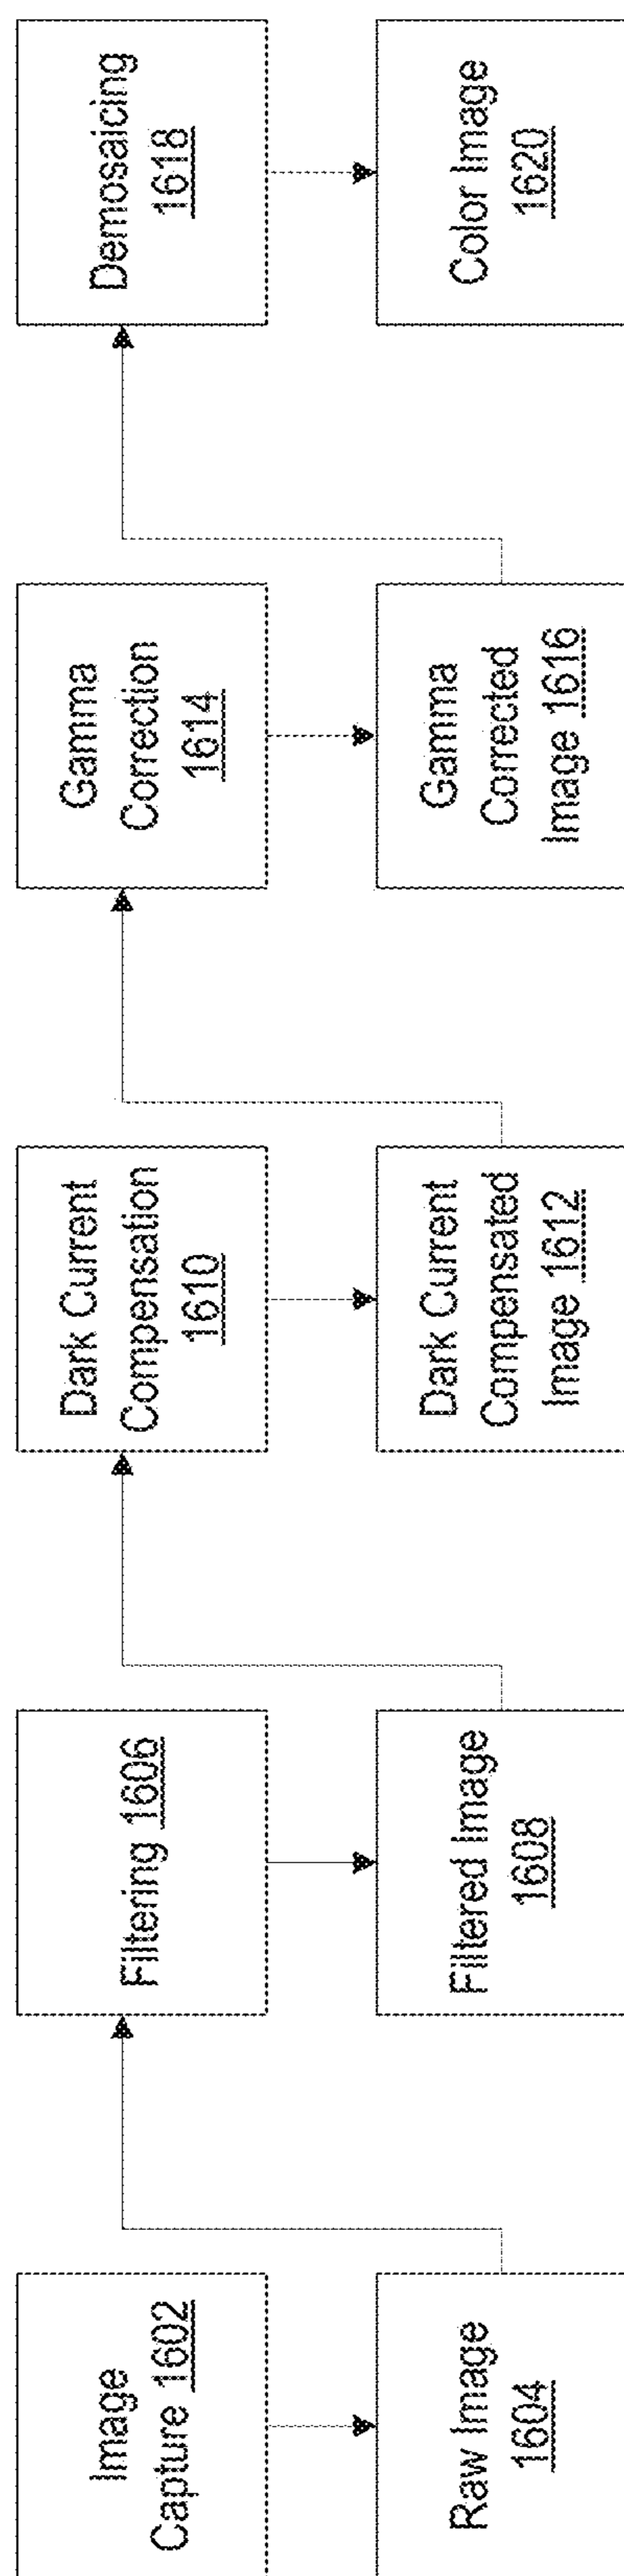 Image
Capture 1602
Raw Image
1604
Filtering 1606
Filtered Image
1608
Dark Current
Compensation
1610
Dark Current
Compensated
Image 1612
Gamma
Correction
1614
Gamma
Corrected
Image 1616
Demosaicing
1618
Color Image
1620